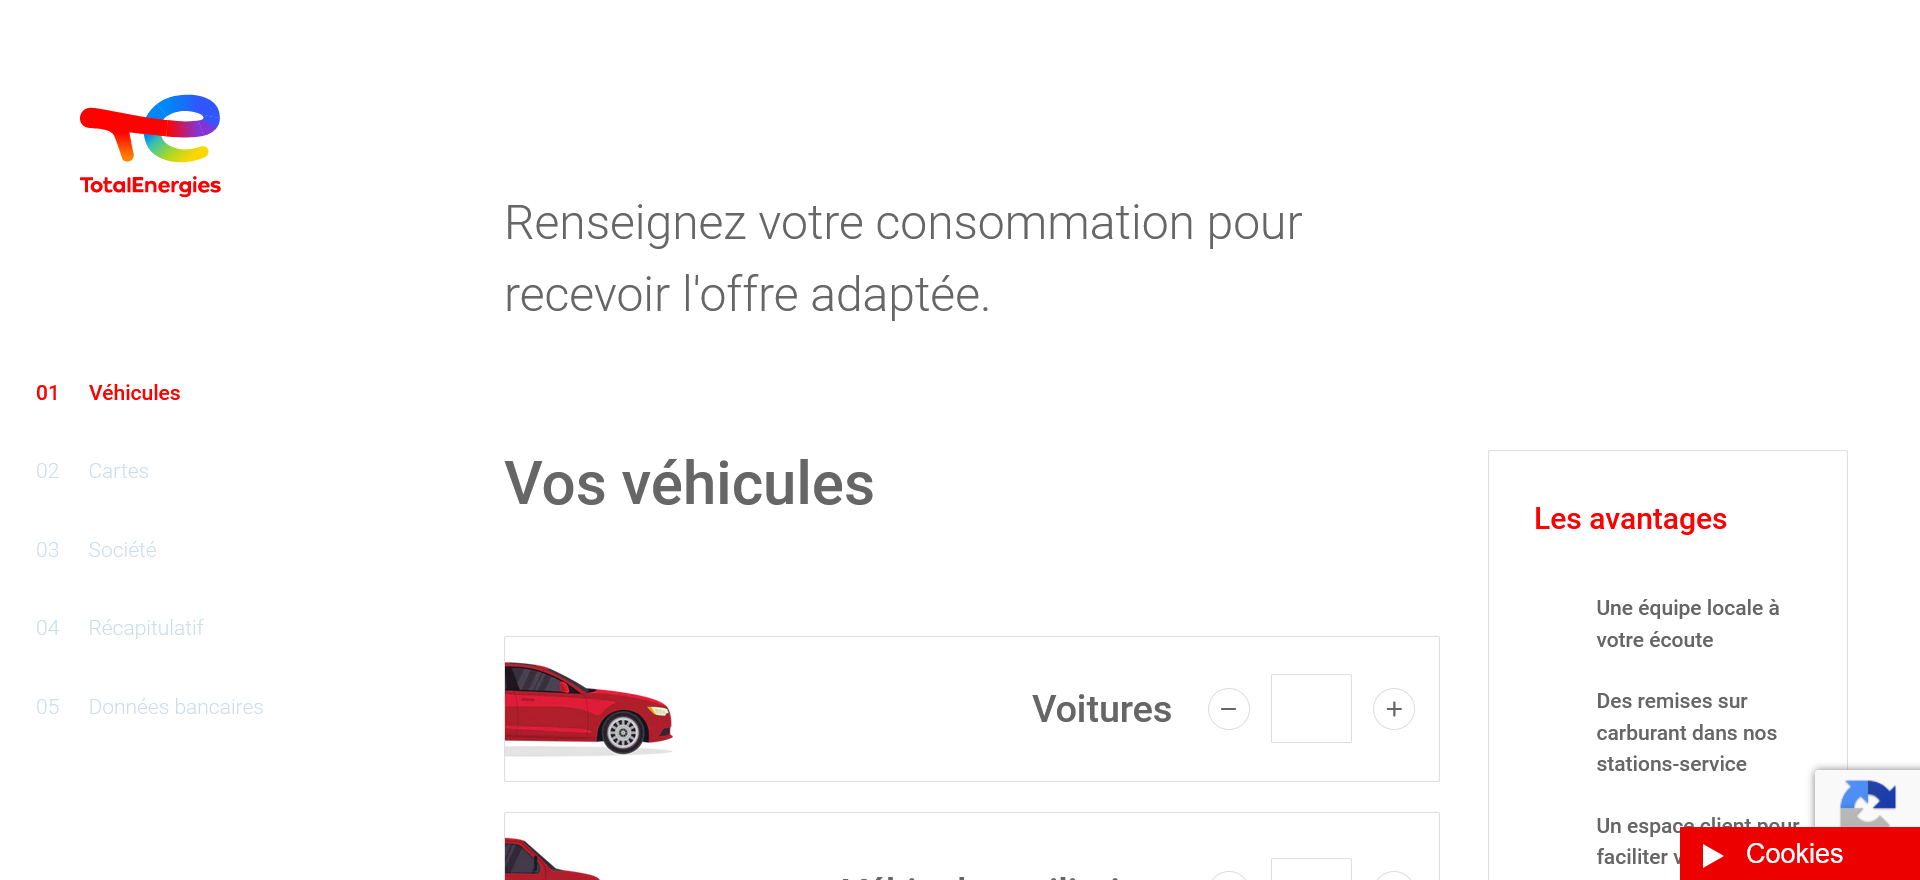 TotalEnergies
Renseignez votre consommation pour
recevoir l'offre adaptée.
01 Véhicules
02 Cartes
03 Société
04 Récapitulatif
05 Données bancaires
Vos véhicules
Voitures
Les avantages
Une équipe locale à
votre écoute
Des remises sur
carburant dans nos
stations-service
Un espace client pour
faciliter
Cookies